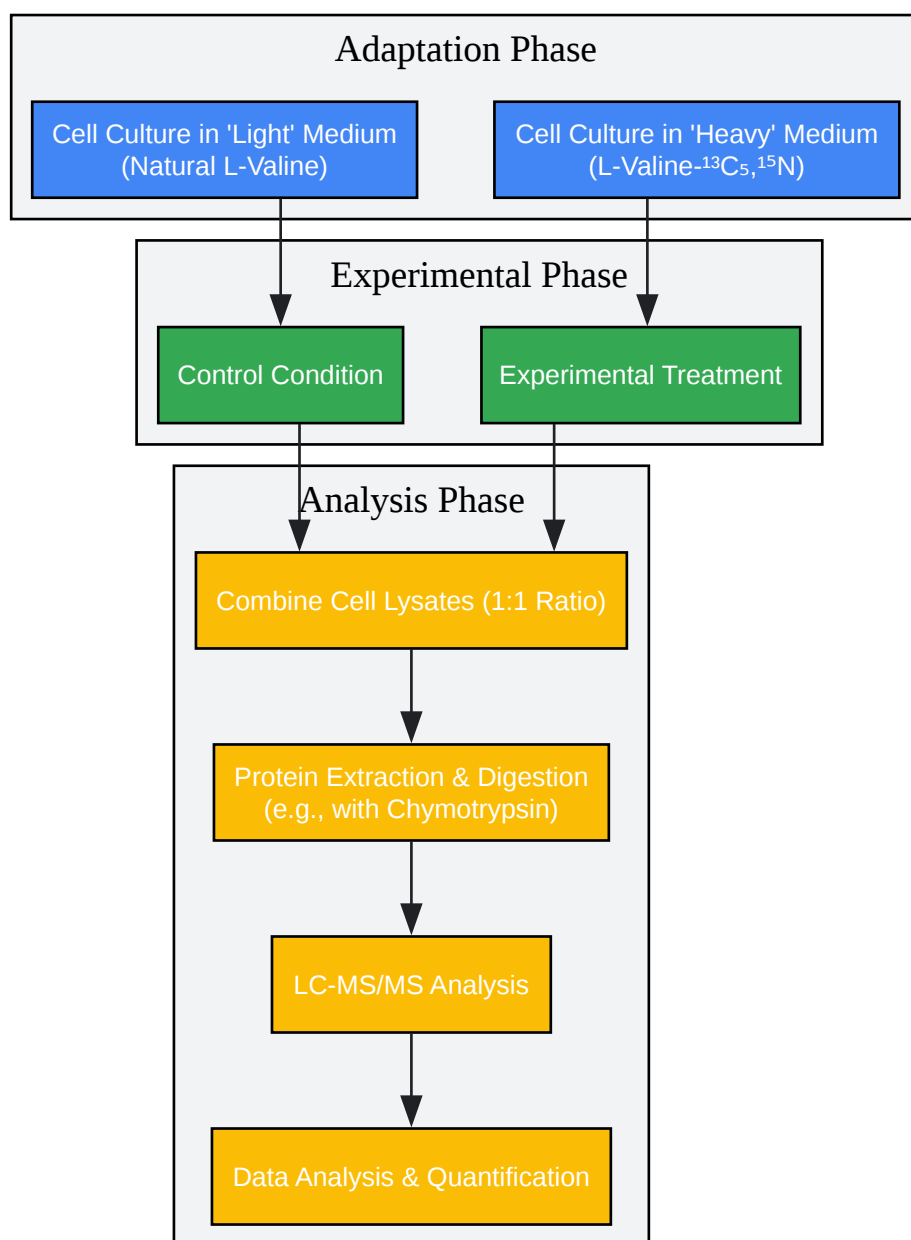 Adaptation Phase
Cell Culture in 'Light' Medium
(Natural L-Valine)
Cell Culture in 'Heavy' Medium
(L-Valine-¹³C₅,¹⁵N)
Experimental Phase
Control Condition
Experimental Treatment
Analysis Phase
Combine Cell Lysates (1:1 Ratio)
Protein Extraction & Digestion
(e.g., with Chymotrypsin)
LC-MS/MS Analysis
Data Analysis & Quantification